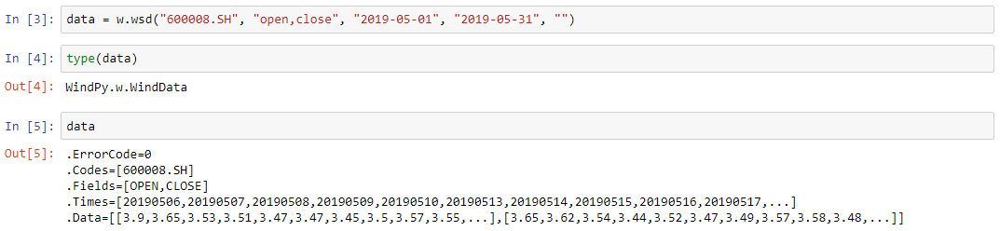 In [3]: data = w.wsd("600008.SH", "open,close", "2019-05-01", "2019-05-31", "")
In [4]: type(data)
Out[4]: WindPy.w.WindData
In [5]: data
Out[5]: .ErrorCode=0
.Codes=[600008.SH]
.Fields=[OPEN,CLOSE]
.Times=[20190506,20190507,20190508,20190509,20190510,20190513,20190514,20190515,20190516,20190517,...]
.Data=[[3.9,3.65,3.53,3.51,3.47,3.47,3.45,3.5,3.57,3.55,...],[3.65,3.62,3.54,3.44,3.52,3.47,3.49,3.57,3.58,3.48,...]]